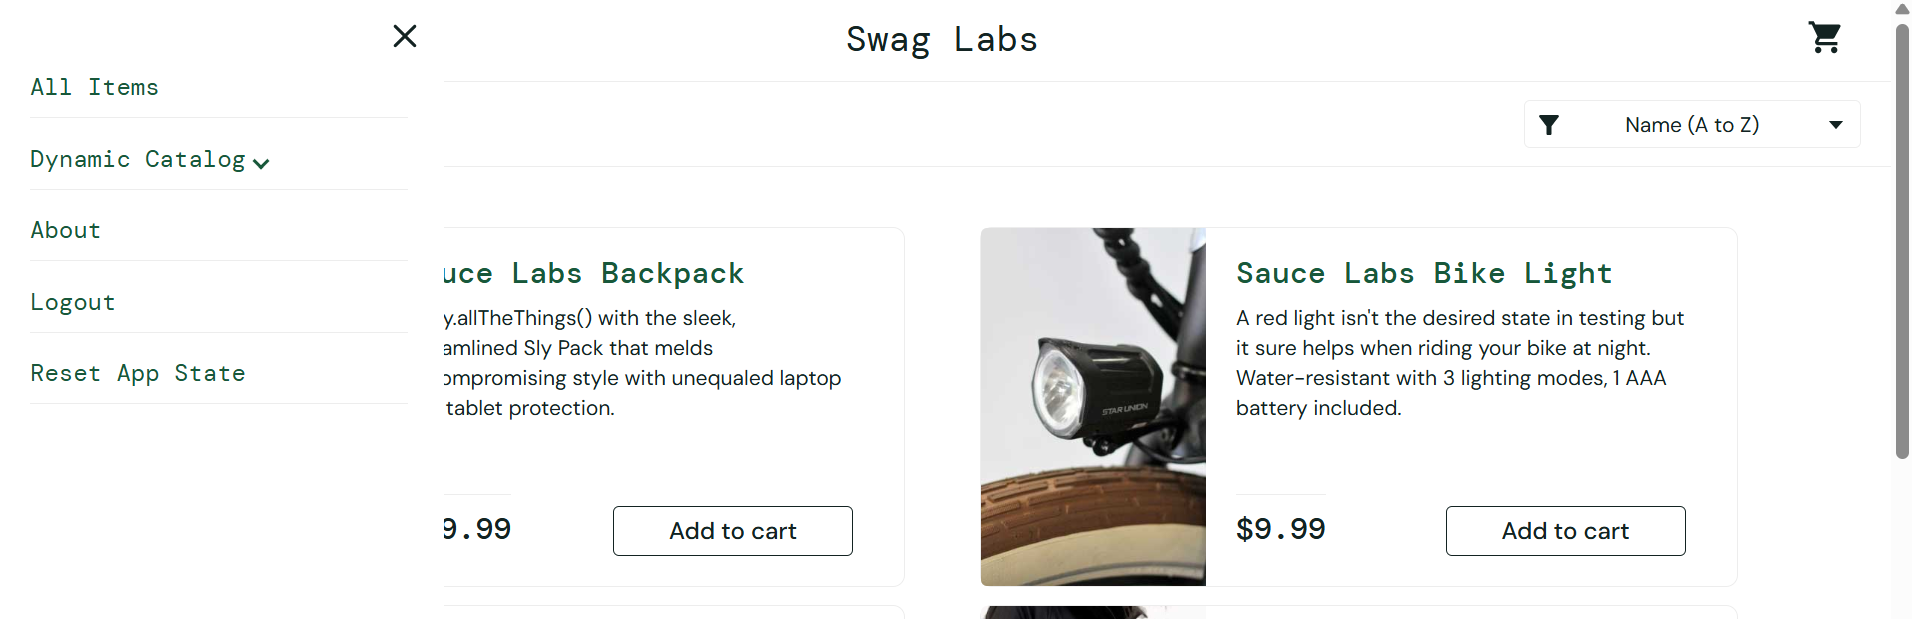 Swag Labs
All Items
Dynamic Catalog
About
Logout
Reset App State
Name (A to Z)
uce Labs Backpack
y.allTheThings() with the sleek,
amlined Sly Pack that melds
ompromising style with unequaled laptop
tablet protection.
9.99
Add to cart
STAR UNION
Sauce Labs Bike Light
A red light isn't the desired state in testing but
it sure helps when riding your bike at night.
Water-resistant with 3 lighting modes, 1 AAA
battery included.
$9.99
Add to cart